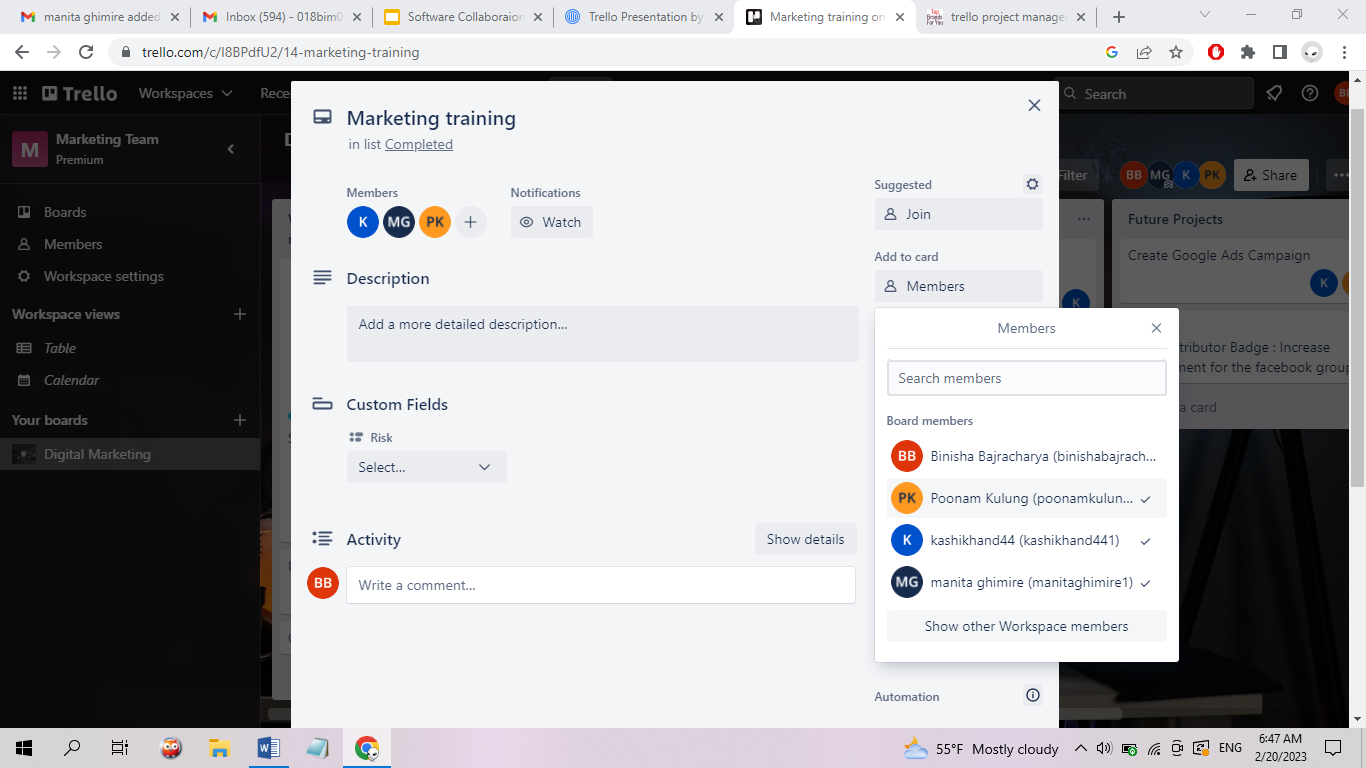 manita ghimire added
Inbox (594) - 018bim0
Software Collaboraion
Trello Presentation by
Marketing training on
trello project manager
trello.com/c/I8BPdfU2/14-marketing-training
Trello
Workspaces
Rece
Search
M
Marketing Team
Premium
Boards
Members
Workspace settings
Workspace views
Table
Calendar
Your boards
Digital Marketing
Marketing training
in list Completed
Members
Notifications
K MG PK
Watch
Description
Add a more detailed description...
Custom Fields
Risk
Select...
Activity
Show details
BB
Write a comment...
Suggested
Join
Add to card
Members
Members
Search members
Board members
BB Binisha Bajracharya (binishabajrach...
PK Poonam Kulung (poonamkulun...
K kashikhand44 (kashikhand441)
MG manita ghimire (manitaghimire1)
Show other Workspace members
Automation
Filter
BB MG K PK
Share
K
Future Projects
Create Google Ads Campaign
K
tributor Badge : Increase
ment for the facebook group
a card
55°F Mostly cloudy
ENG
6:47 AM
2/20/2023